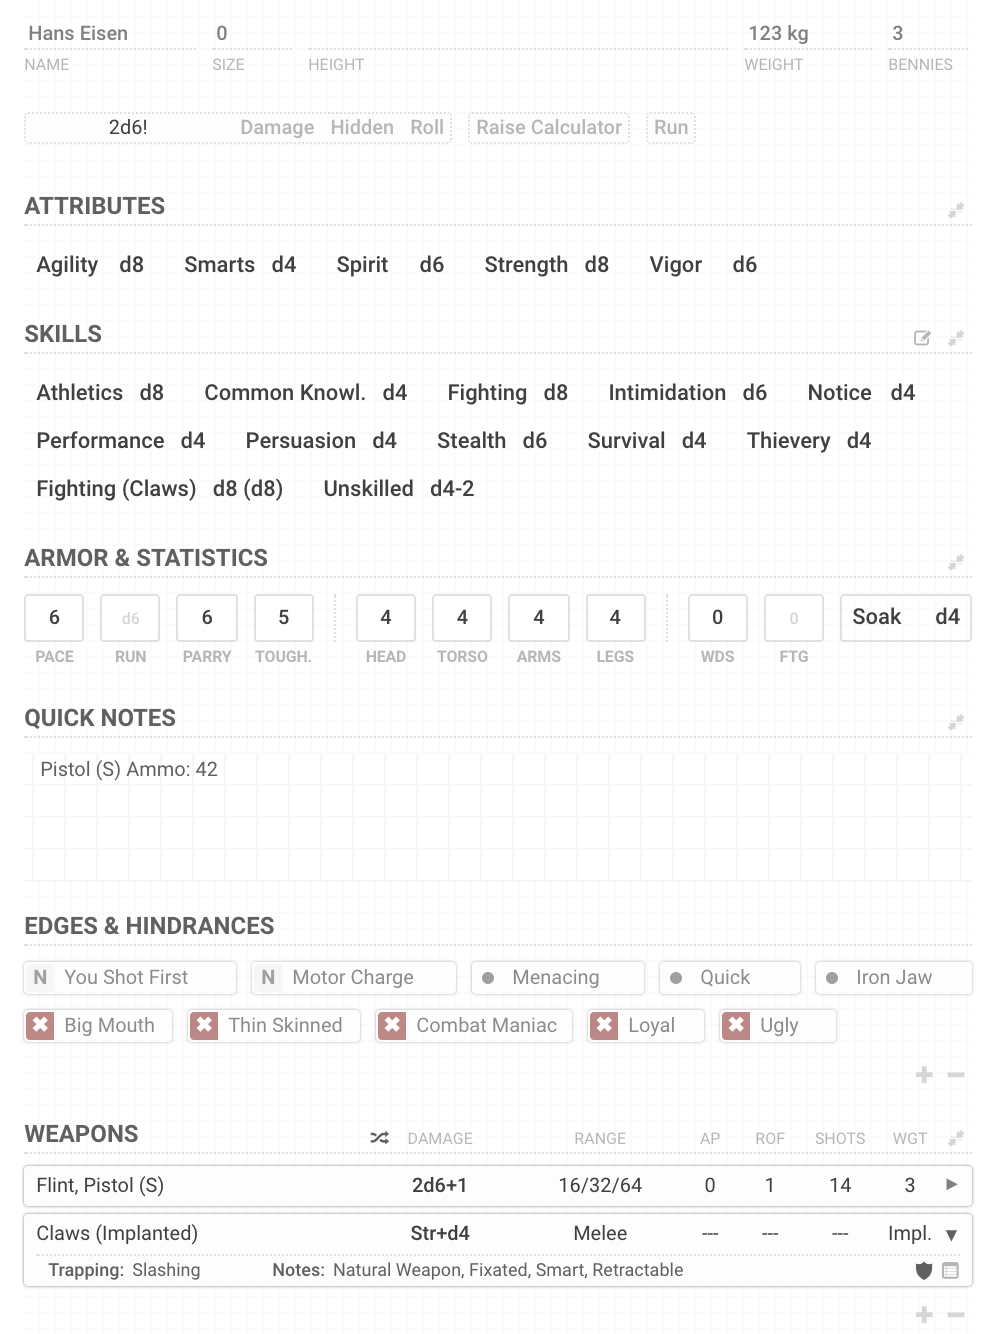 Hans Eisen 0 123 kg 3
NAME SIZE HEIGHT WEIGHT BENNIES
2d6! Damage Hidden Roll Raise Calculator Run
ATTRIBUTES
Agility d8 Smarts d4 Spirit d6 Strength d8 Vigor d6
SKILLS
Athletics d8 Common Knowl. d4 Fighting d8 Intimidation d6 Notice d4
Performance d4 Persuasion d4 Stealth d6 Survival d4 Thievery d4
Fighting (Claws) d8 (d8) Unskilled d4-2
ARMOR & STATISTICS
6 d6 6 5 4 4 4 4 0 0 Soak d4
PACE RUN PARRY TOUGH. HEAD TORSO ARMS LEGS WDS FTG
QUICK NOTES
Pistol (S) Ammo: 42
EDGES & HINDRANCES
N You Shot First N Motor Charge Menacing Quick Iron Jaw
Big Mouth Thin Skinned Combat Maniac Loyal Ugly
WEAPONS DAMAGE RANGE AP ROF SHOTS WGT
Flint, Pistol (S) 2d6+1 16/32/64 0 1 14 3
Claws (Implanted) Str+d4 Melee --- --- --- Impl.
Trapping: Slashing Notes: Natural Weapon, Fixated, Smart, Retractable